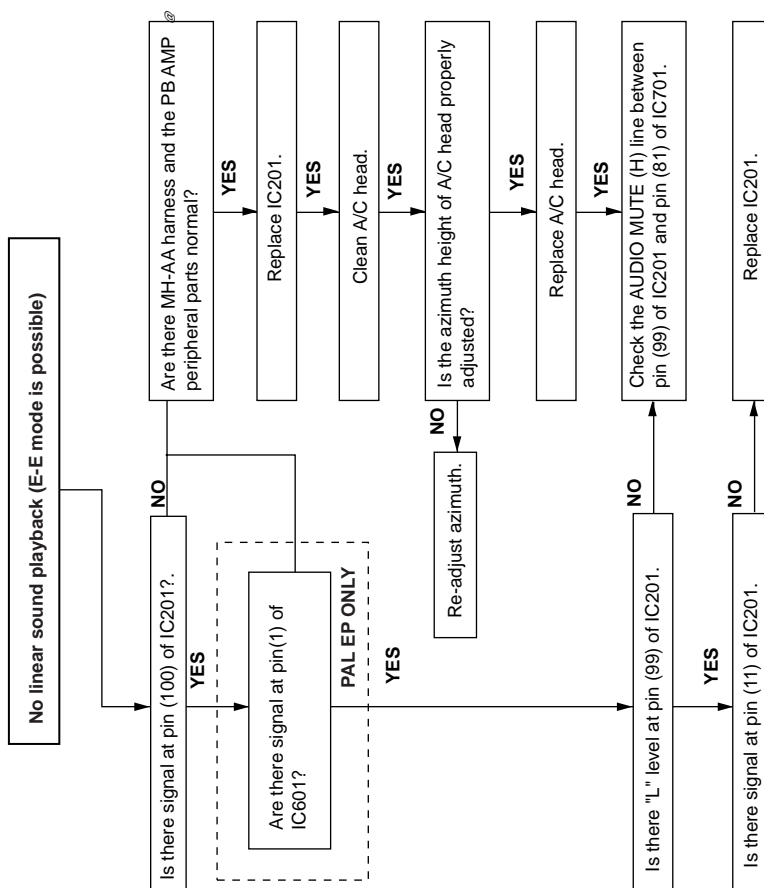 No linear sound playback (E-E mode is possible)
Is there signal at pin (100) of IC201?.
NO
Are there MH-AA harness and the PB AMP
peripheral parts normal?
YES
YES
Are there signal at pin(1) of
IC601?
PAL EP ONLY
Replace IC201.
YES
Clean A/C head.
YES
Is the azimuth height of A/C head properly
adjusted?
NO
Re-adjust azimuth.
YES
Replace A/C head.
YES
YES
Is there "L" level at pin (99) of IC201.
NO
Check the AUDIO MUTE (H) line between
pin (99) of IC201 and pin (81) of IC701.
YES
Is there signal at pin (11) of IC201.
NO
Replace IC201.